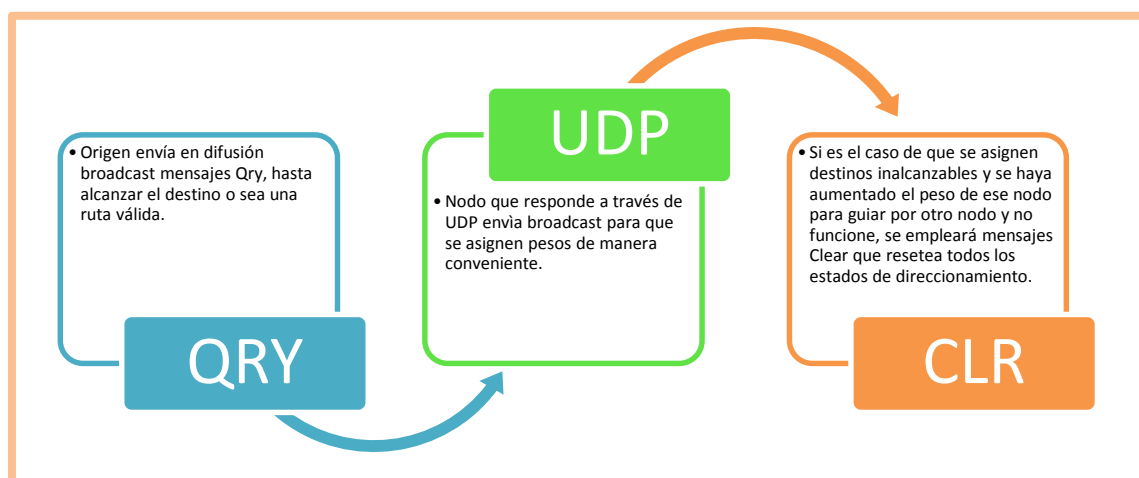 • Origen envía en difusión
broadcast mensajes Qry, hasta
alcanzar el destino o sea una
ruta válida.
QRY
UDP
• Nodo que responde a través de
UDP envìa broadcast para que
se asignen pesos de manera
conveniente.
• Si es el caso de que se asignen
destinos inalcanzables y se haya
aumentado el peso de ese nodo
para guiar por otro nodo y no
funcione, se empleará mensajes
Clear que resetea todos los
estados de direccionamiento.
CLR